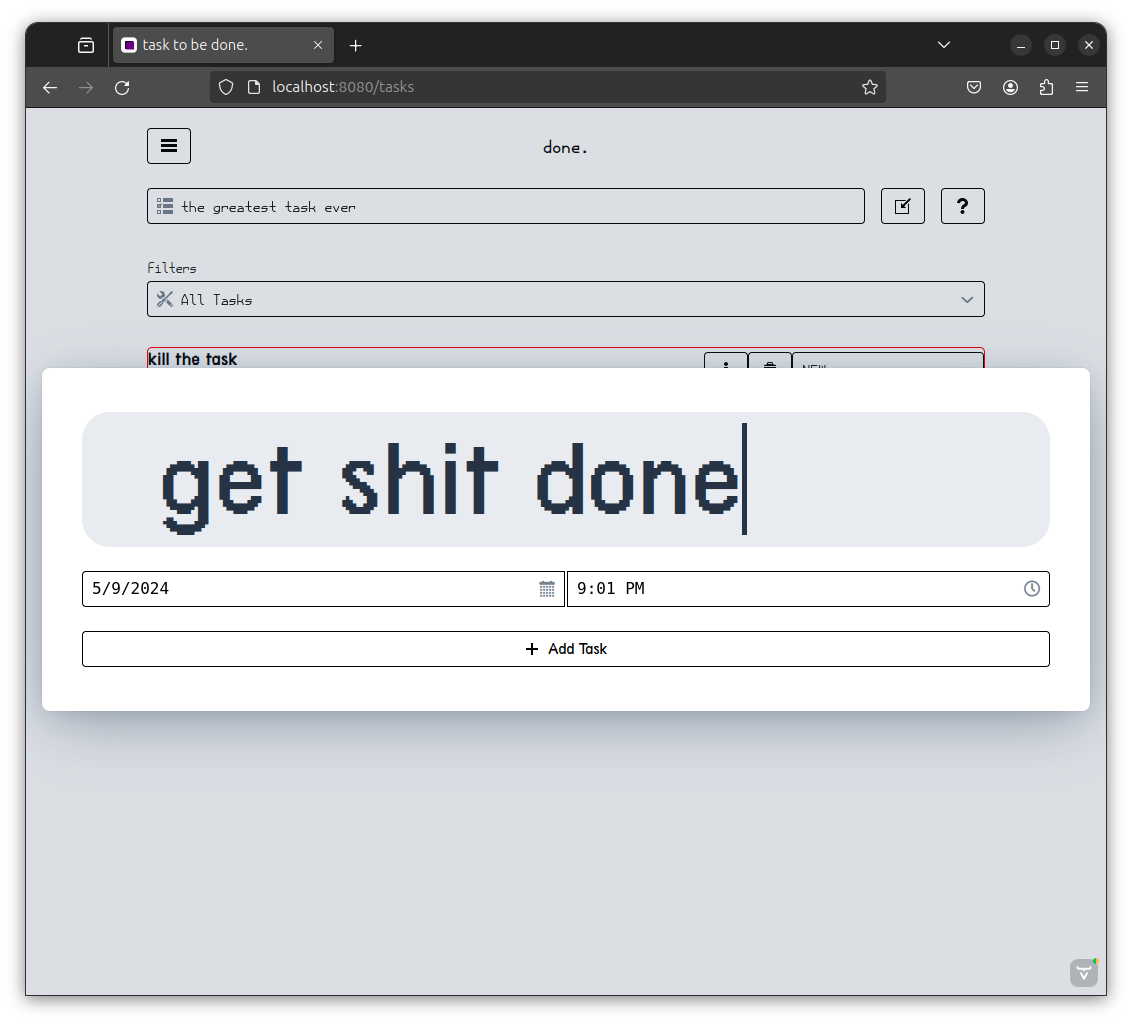 task to be done.
localhost:8080/tasks
done.
the greatest task ever
?
Filters
All Tasks
kill the task
get shit done
5/9/2024
9:01 PM
+ Add Task